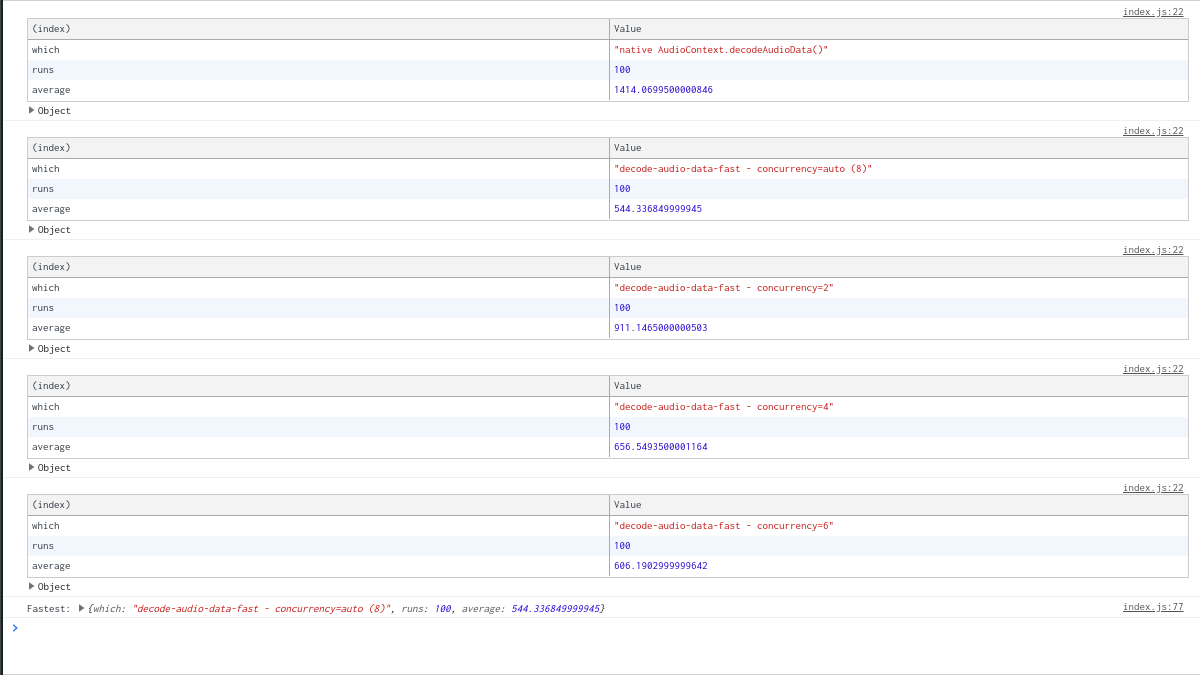 index.js:22
(index) Value
which "native AudioContext.decodeAudioData()"
runs 100
average 1414.0699500000846
Object
index.js:22
(index) Value
which "decode-audio-data-fast - concurrency=auto (8)"
runs 100
average 544.336849999945
Object
index.js:22
(index) Value
which "decode-audio-data-fast - concurrency=2"
runs 100
average 911.1465000000503
Object
index.js:22
(index) Value
which "decode-audio-data-fast - concurrency=4"
runs 100
average 656.5493500001164
Object
index.js:22
(index) Value
which "decode-audio-data-fast - concurrency=6"
runs 100
average 606.1902999999642
Object
Fastest: {which: "decode-audio-data-fast - concurrency=auto (8)", runs: 100, average: 544.336849999945} index.js:77